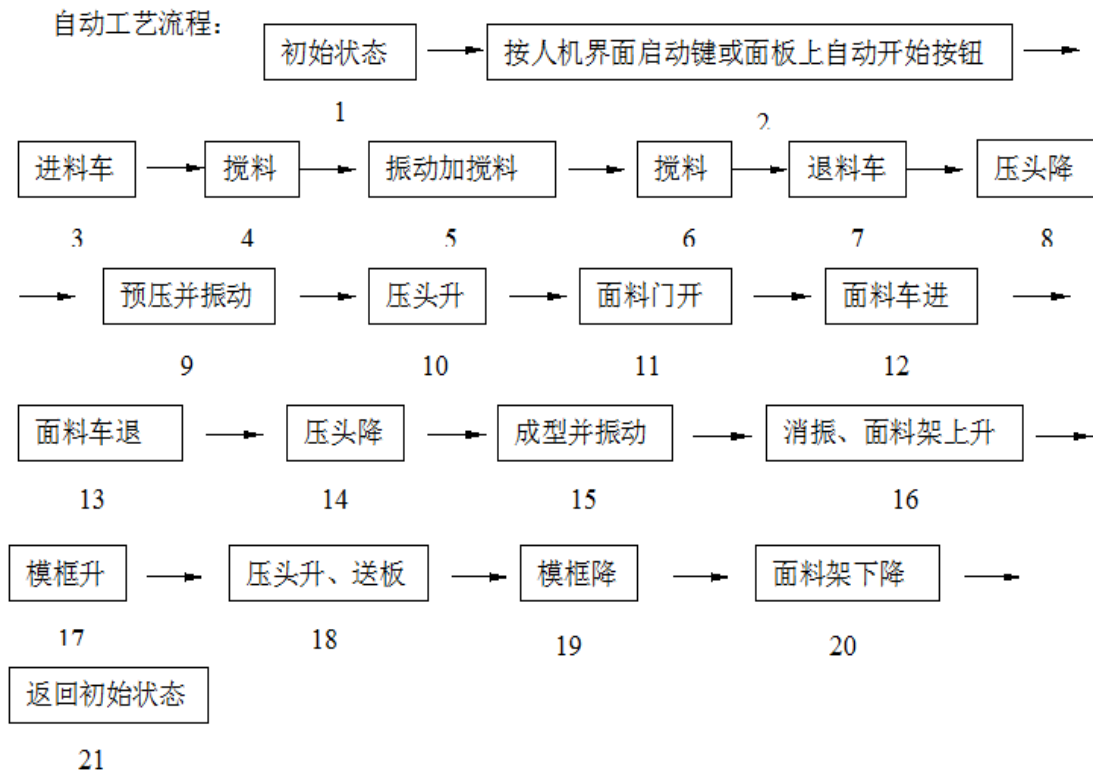 自动工艺流程：
初始状态 按人机界面启动键或面板上自动开始按钮
1 2
进料车 搅料 振动加搅料 搅料 退料车 压头降
3 4 5 6 7 8
预压并振动 压头升 面料门开 面料车进
9 10 11 12
面料车退 压头降 成型并振动 消振、面料架上升
13 14 15 16
模框升 压头升、送板 模框降 面料架下降
17 18 19 20
返回初始状态
21